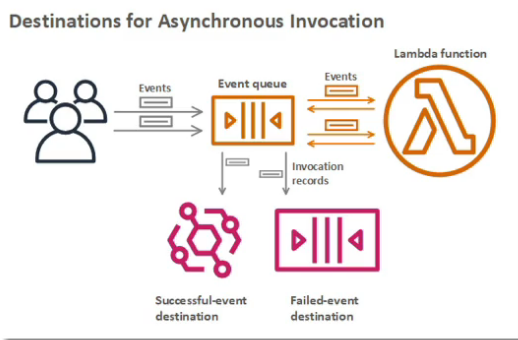 Destinations for Asynchronous Invocation
Lambda function
Events
Event queue
Events
Invocation
records
Successful-event
destination
Failed-event
destination